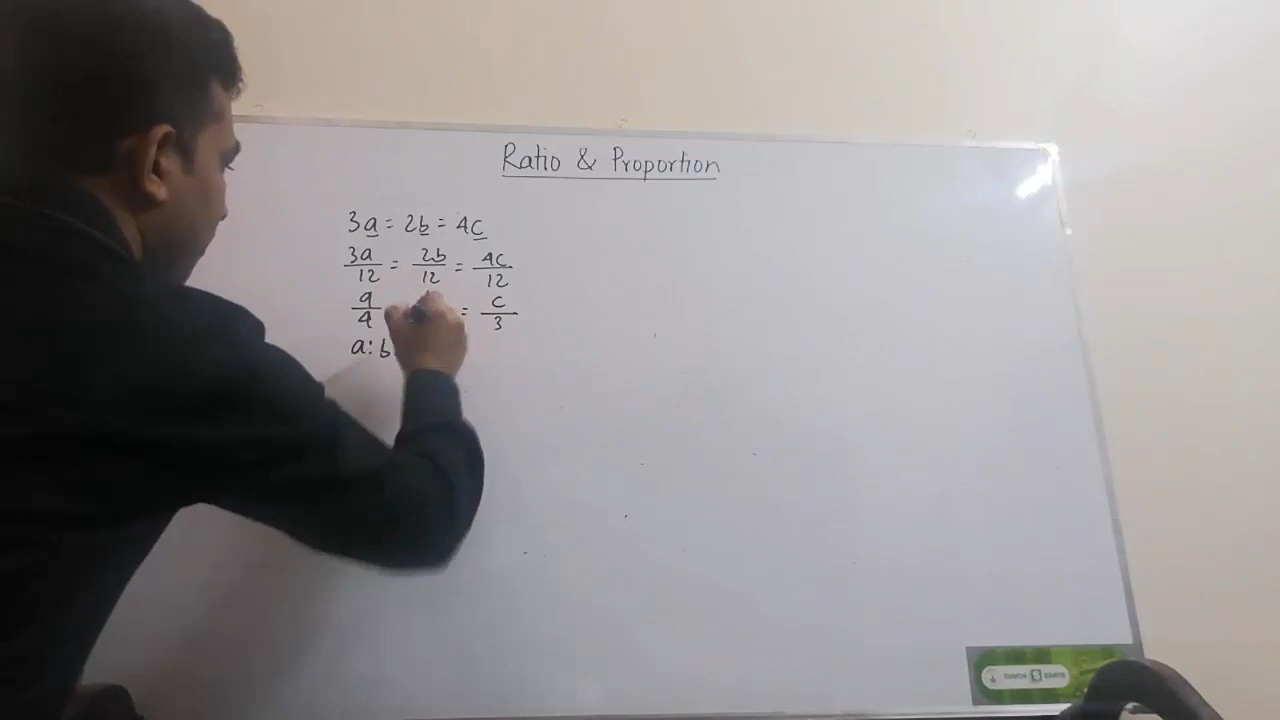 Ratio & Proportion
3a = 2b = 4c
3a/12 = 2b/12 = 4c/12
a/4 = c/3
a:b